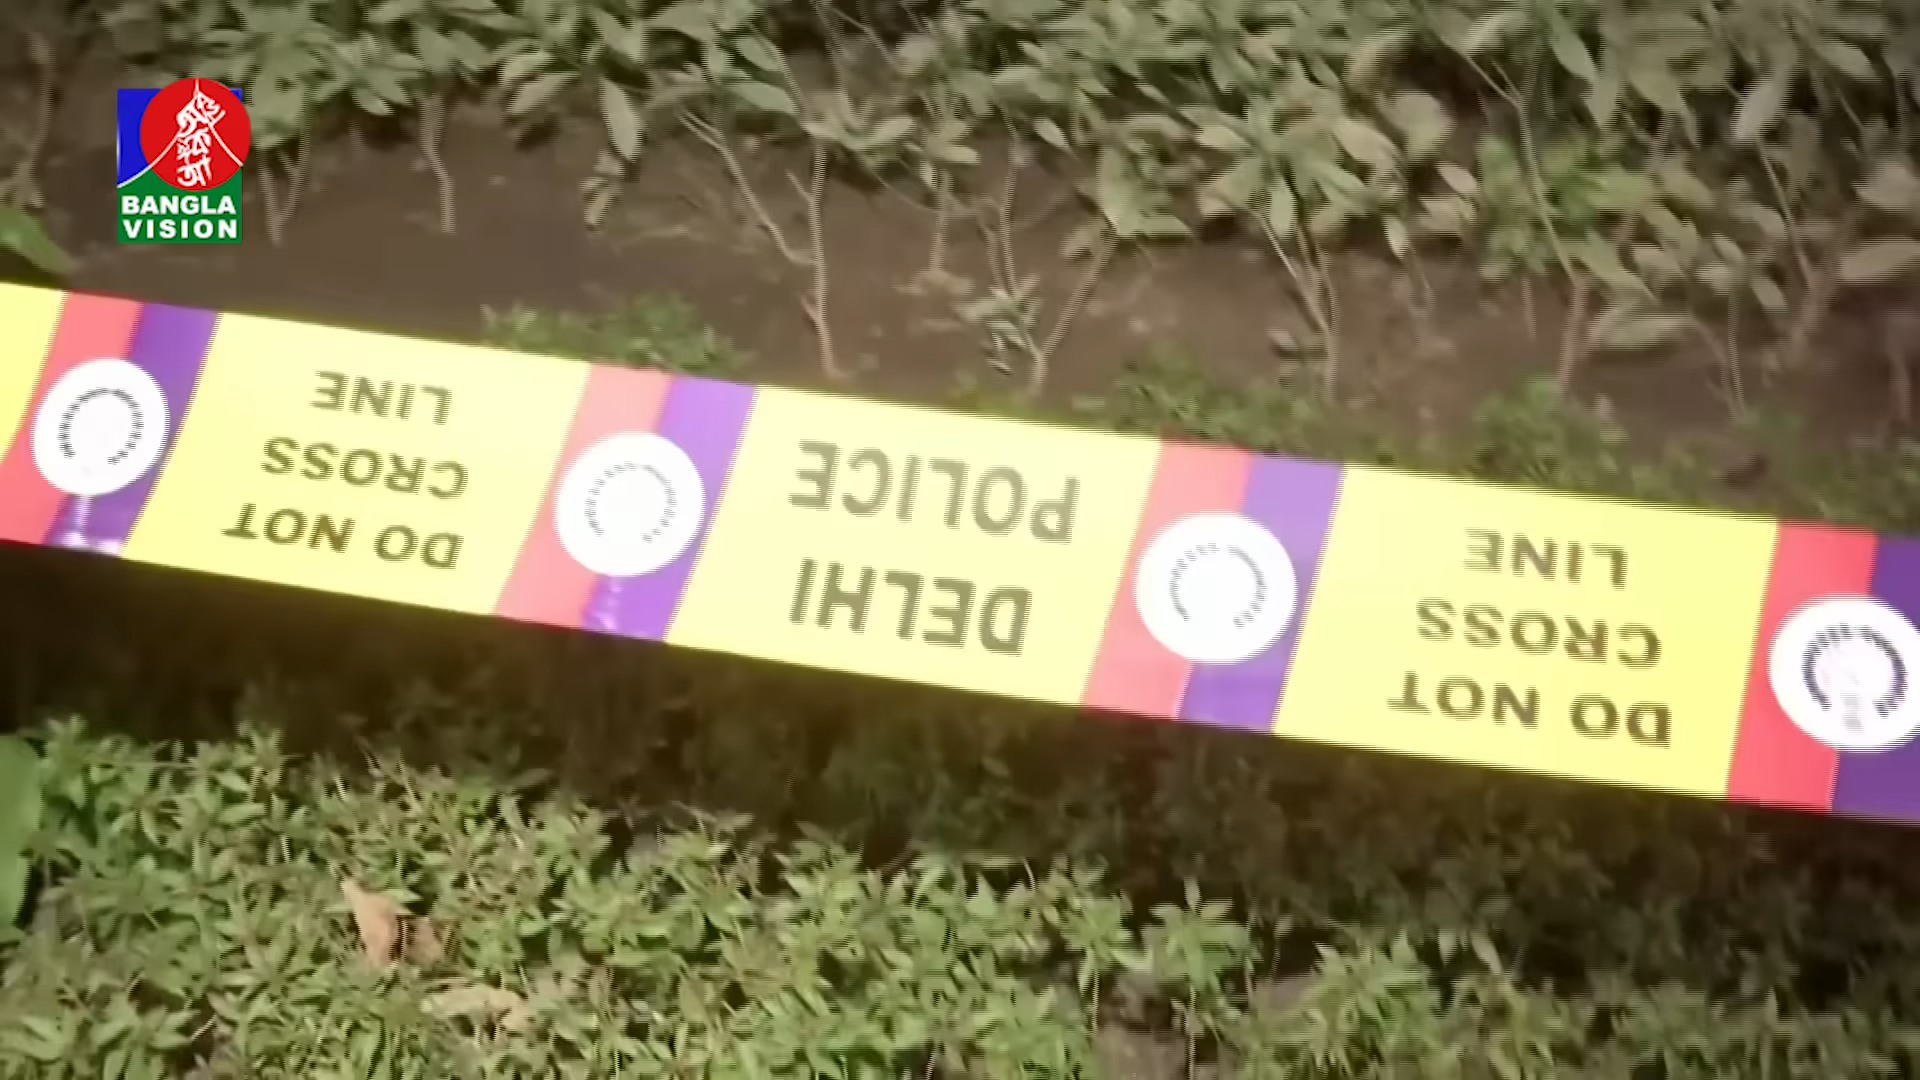 BANGLA
VISION
DO NOT
CROSS
LINE
DELHI
POLICE
DO NOT
CROSS
LINE